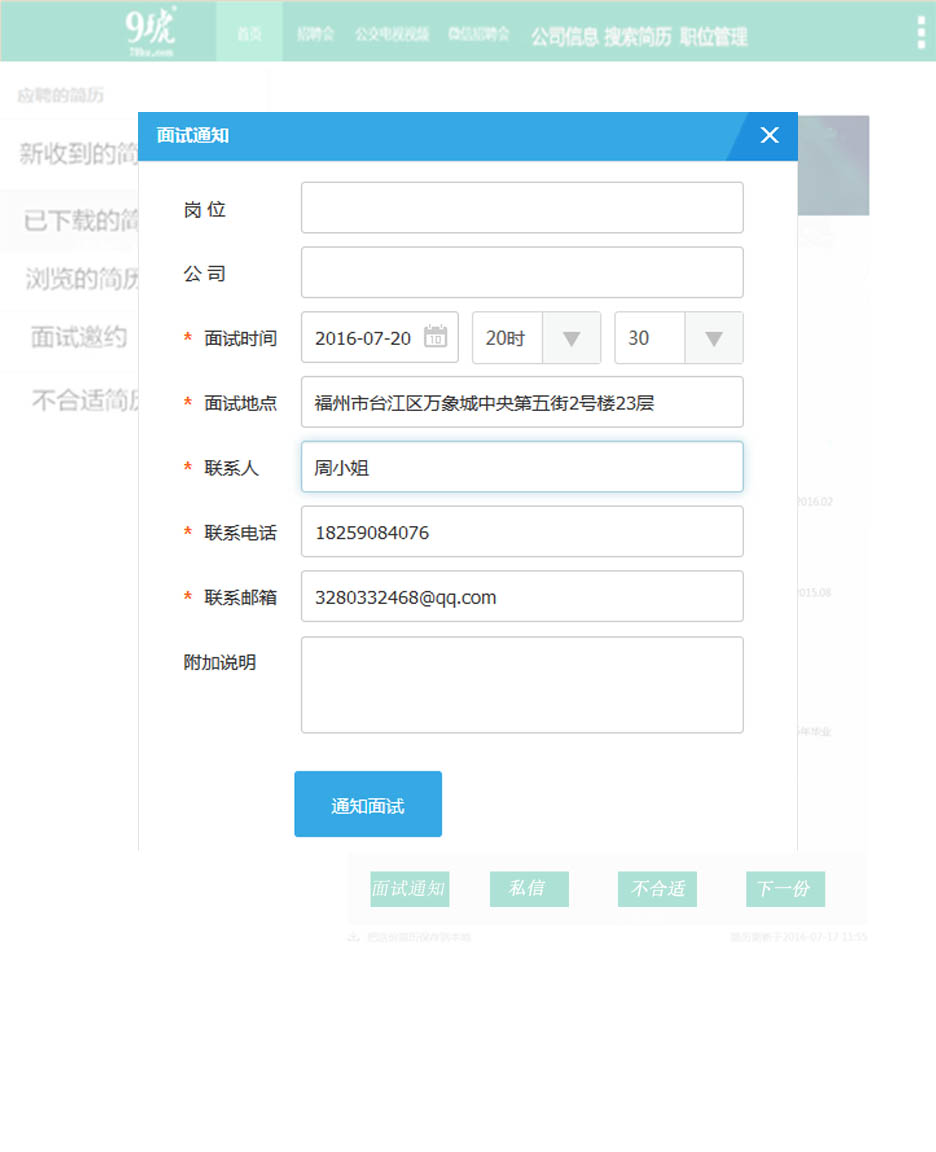 9琥
首页 招聘会 公交电视视频 微信招聘会 公司信息 搜索简历 职位管理
应聘的简历
面试通知
新收到的简
岗 位
已下载的简
公 司
浏览的简历
* 面试时间 2016-07-20 20时 30
面试邀约
* 面试地点 福州市台江区万象城中央第五街2号楼23层
不合适简历
* 联系人 周小姐
2016.02
* 联系电话 18259084076
* 联系邮箱 3280332468@qq.com
2015.08
附加说明
年毕业
通知面试
面试通知 私信 不合适 下一份
把这份简历保存到本地 简历更新于2016-07-17 11:55